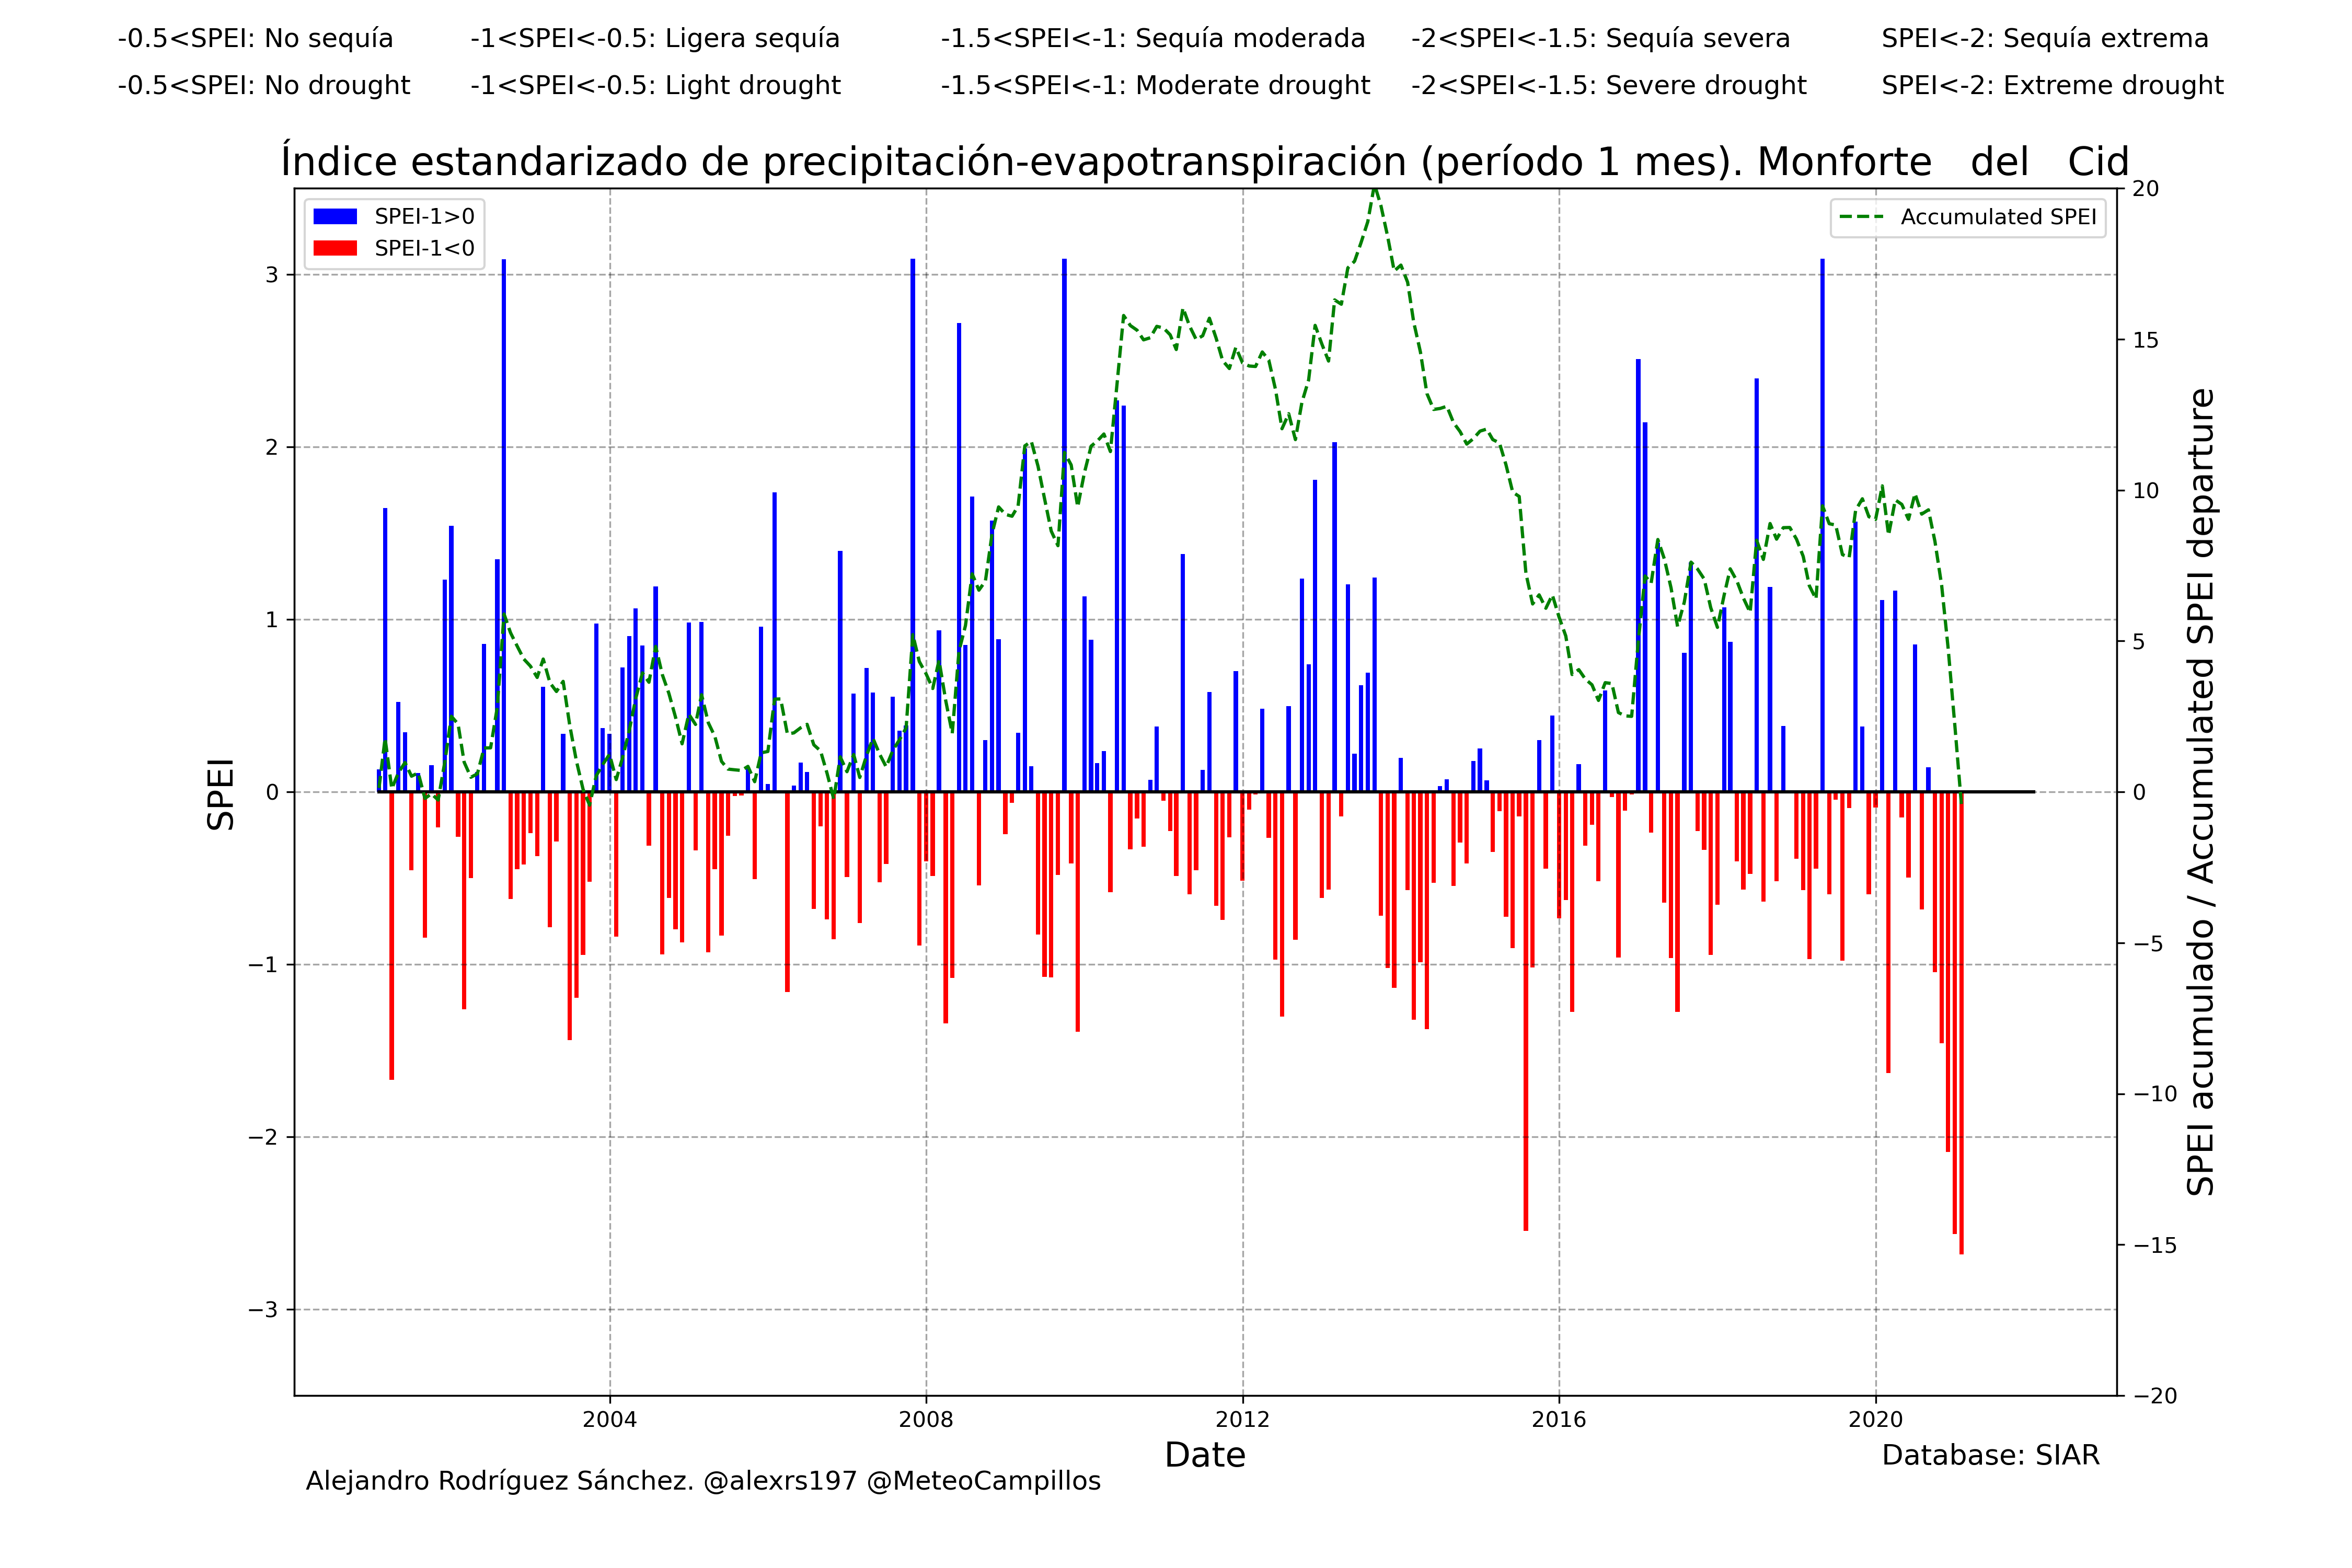 -0.5<SPEI: No sequía -1<SPEI<-0.5: Ligera sequía -1.5<SPEI<-1: Sequía moderada -2<SPEI<-1.5: Sequía severa SPEI<-2: Sequía extrema
-0.5<SPEI: No drought -1<SPEI<-0.5: Light drought -1.5<SPEI<-1: Moderate drought -2<SPEI<-1.5: Severe drought SPEI<-2: Extreme drought
Índice estandarizado de precipitación-evapotranspiración (período 1 mes). Monforte del Cid
SPEI-1>0
SPEI-1<0
Accumulated SPEI
SPEI
3
2
1
0
−1
−2
−3
20
15
10
5
0
−5
−10
−15
−20
SPEI acumulado / Accumulated SPEI departure
2004 2008 2012 2016 2020
Date
Database: SIAR
Alejandro Rodríguez Sánchez. @alexrs197 @MeteoCampillos